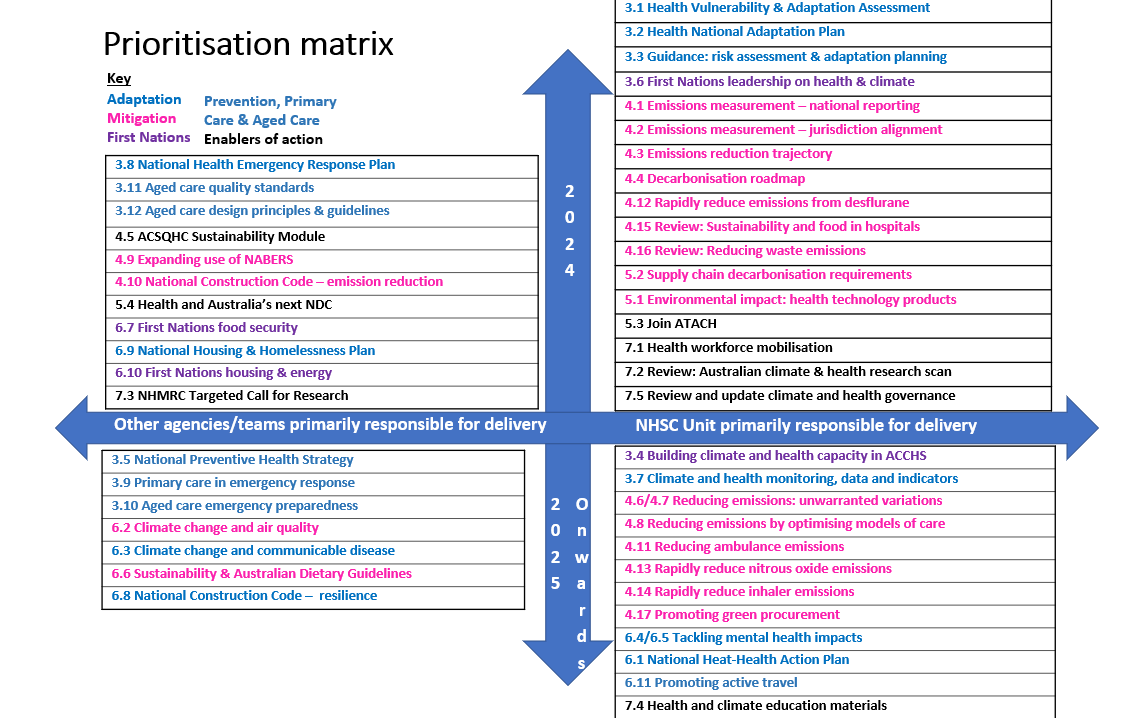 Prioritisation matrix
Key
Adaptation
Mitigation
First Nations
Prevention, Primary
Care & Aged Care
Enablers of action
3.8 National Health Emergency Response Plan
3.11 Aged care quality standards
3.12 Aged care design principles & guidelines
4.5 ACSQHC Sustainability Module
4.9 Expanding use of NABERS
4.10 National Construction Code – emission reduction
5.4 Health and Australia's next NDC
6.7 First Nations food security
6.9 National Housing & Homelessness Plan
6.10 First Nations housing & energy
7.3 NHMRC Targeted Call for Research
2024
3.1 Health Vulnerability & Adaptation Assessment
3.2 Health National Adaptation Plan
3.3 Guidance: risk assessment & adaptation planning
3.6 First Nations leadership on health & climate
4.1 Emissions measurement – national reporting
4.2 Emissions measurement – jurisdiction alignment
4.3 Emissions reduction trajectory
4.4 Decarbonisation roadmap
4.12 Rapidly reduce emissions from desflurane
4.15 Review: Sustainability and food in hospitals
4.16 Review: Reducing waste emissions
5.2 Supply chain decarbonisation requirements
5.1 Environmental impact: health technology products
5.3 Join ATACH
7.1 Health workforce mobilisation
7.2 Review: Australian climate & health research scan
7.5 Review and update climate and health governance
Other agencies/teams primarily responsible for delivery
NHSC Unit primarily responsible for delivery
3.5 National Preventive Health Strategy
3.9 Primary care in emergency response
3.10 Aged care emergency preparedness
6.2 Climate change and air quality
6.3 Climate change and communicable disease
6.6 Sustainability & Australian Dietary Guidelines
6.8 National Construction Code – resilience
2025
Onwards
3.4 Building climate and health capacity in ACCHS
3.7 Climate and health monitoring, data and indicators
4.6/4.7 Reducing emissions: unwarranted variations
4.8 Reducing emissions by optimising models of care
4.11 Reducing ambulance emissions
4.13 Rapidly reduce nitrous oxide emissions
4.14 Rapidly reduce inhaler emissions
4.17 Promoting green procurement
6.4/6.5 Tackling mental health impacts
6.1 National Heat-Health Action Plan
6.11 Promoting active travel
7.4 Health and climate education materials